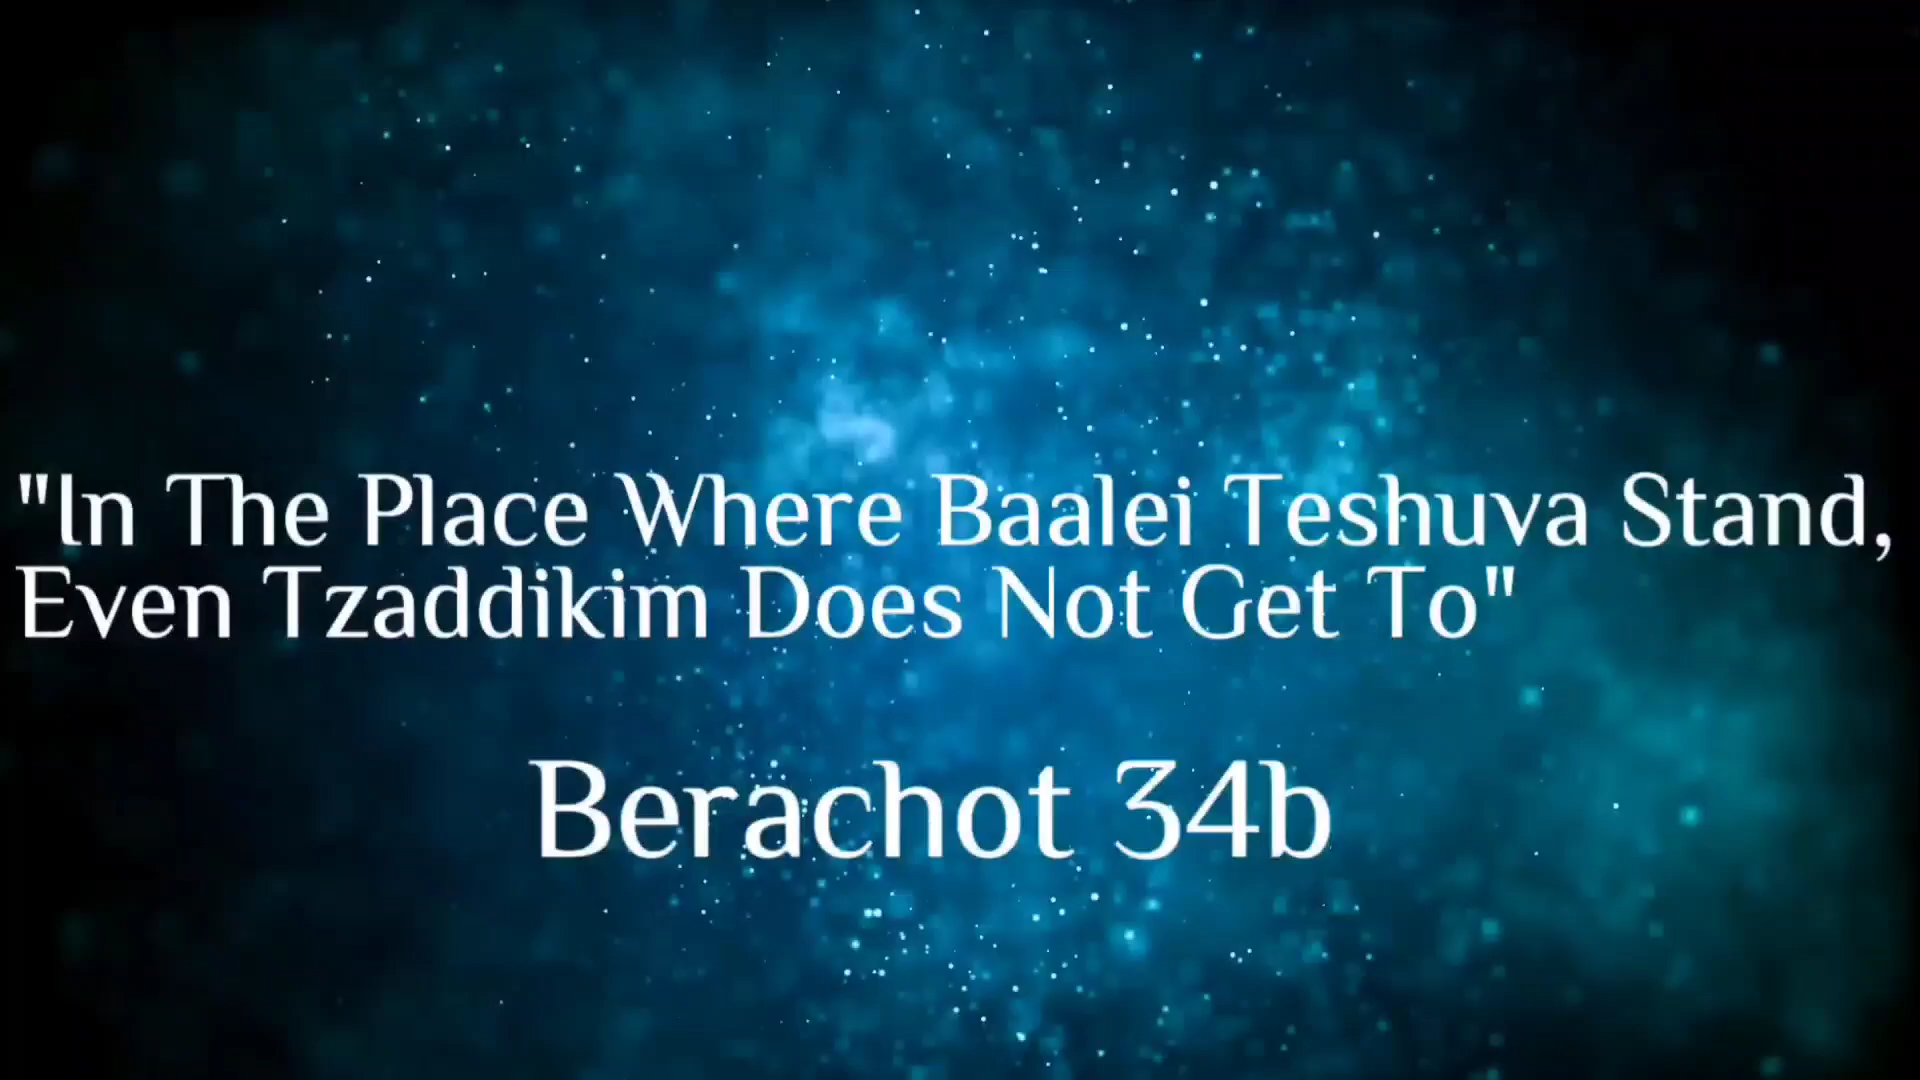 "In The Place Where Baalei Teshuva Stand,
Even Tzaddikim Does Not Get To"
Berachot 34b